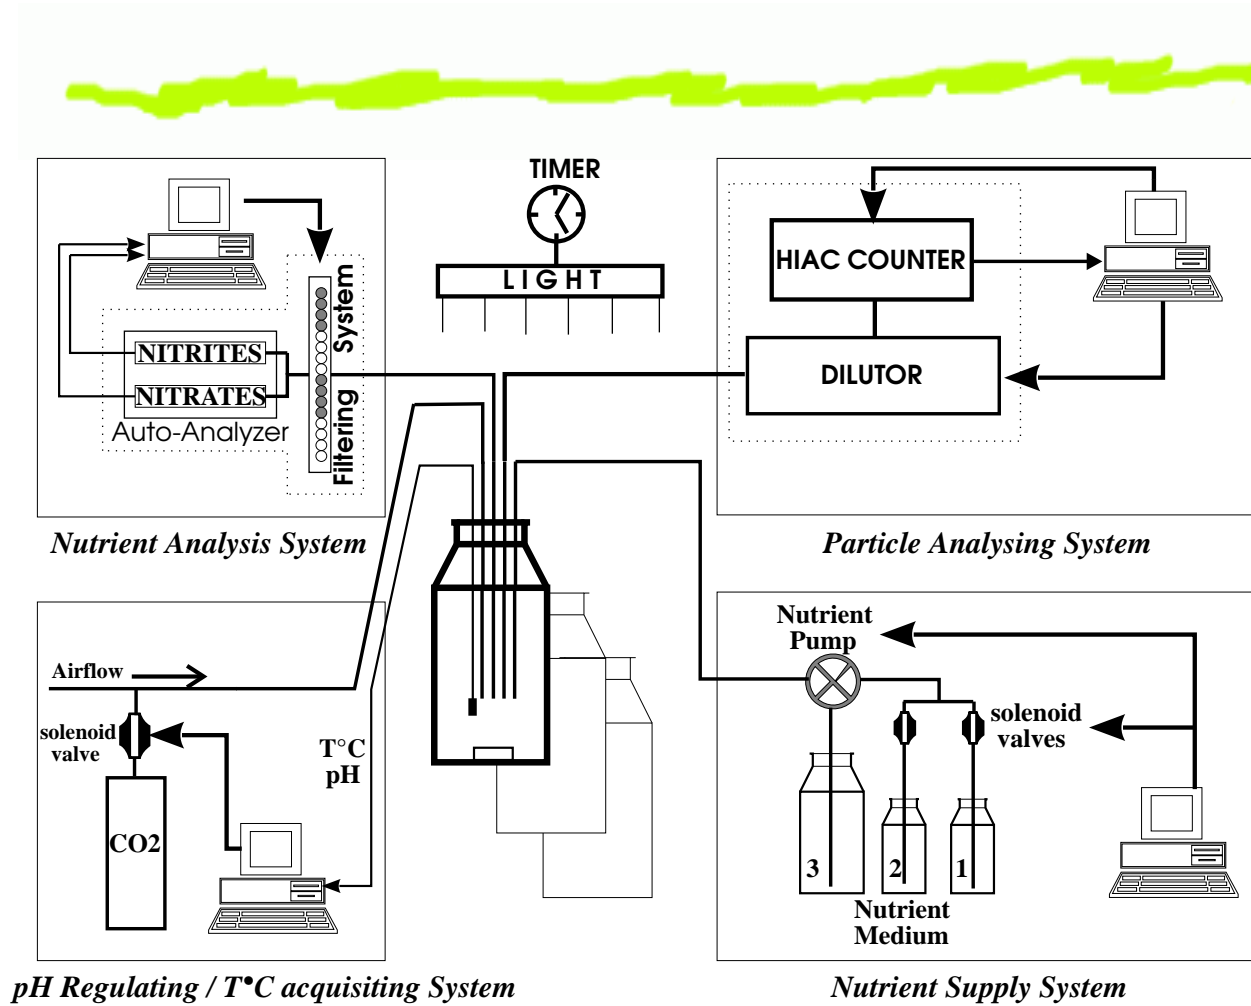 TIMER
LIGHT
System
Filtering
NITRITES
NITRATES
Auto-Analyzer
Nutrient Analysis System
HIAC COUNTER
DILUTOR
Particle Analysing System
Airflow
solenoid
valve
CO2
T°C
pH
pH Regulating / T•C acquisiting System
Nutrient
Pump
solenoid
valves
3
2
1
Nutrient
Medium
Nutrient Supply System